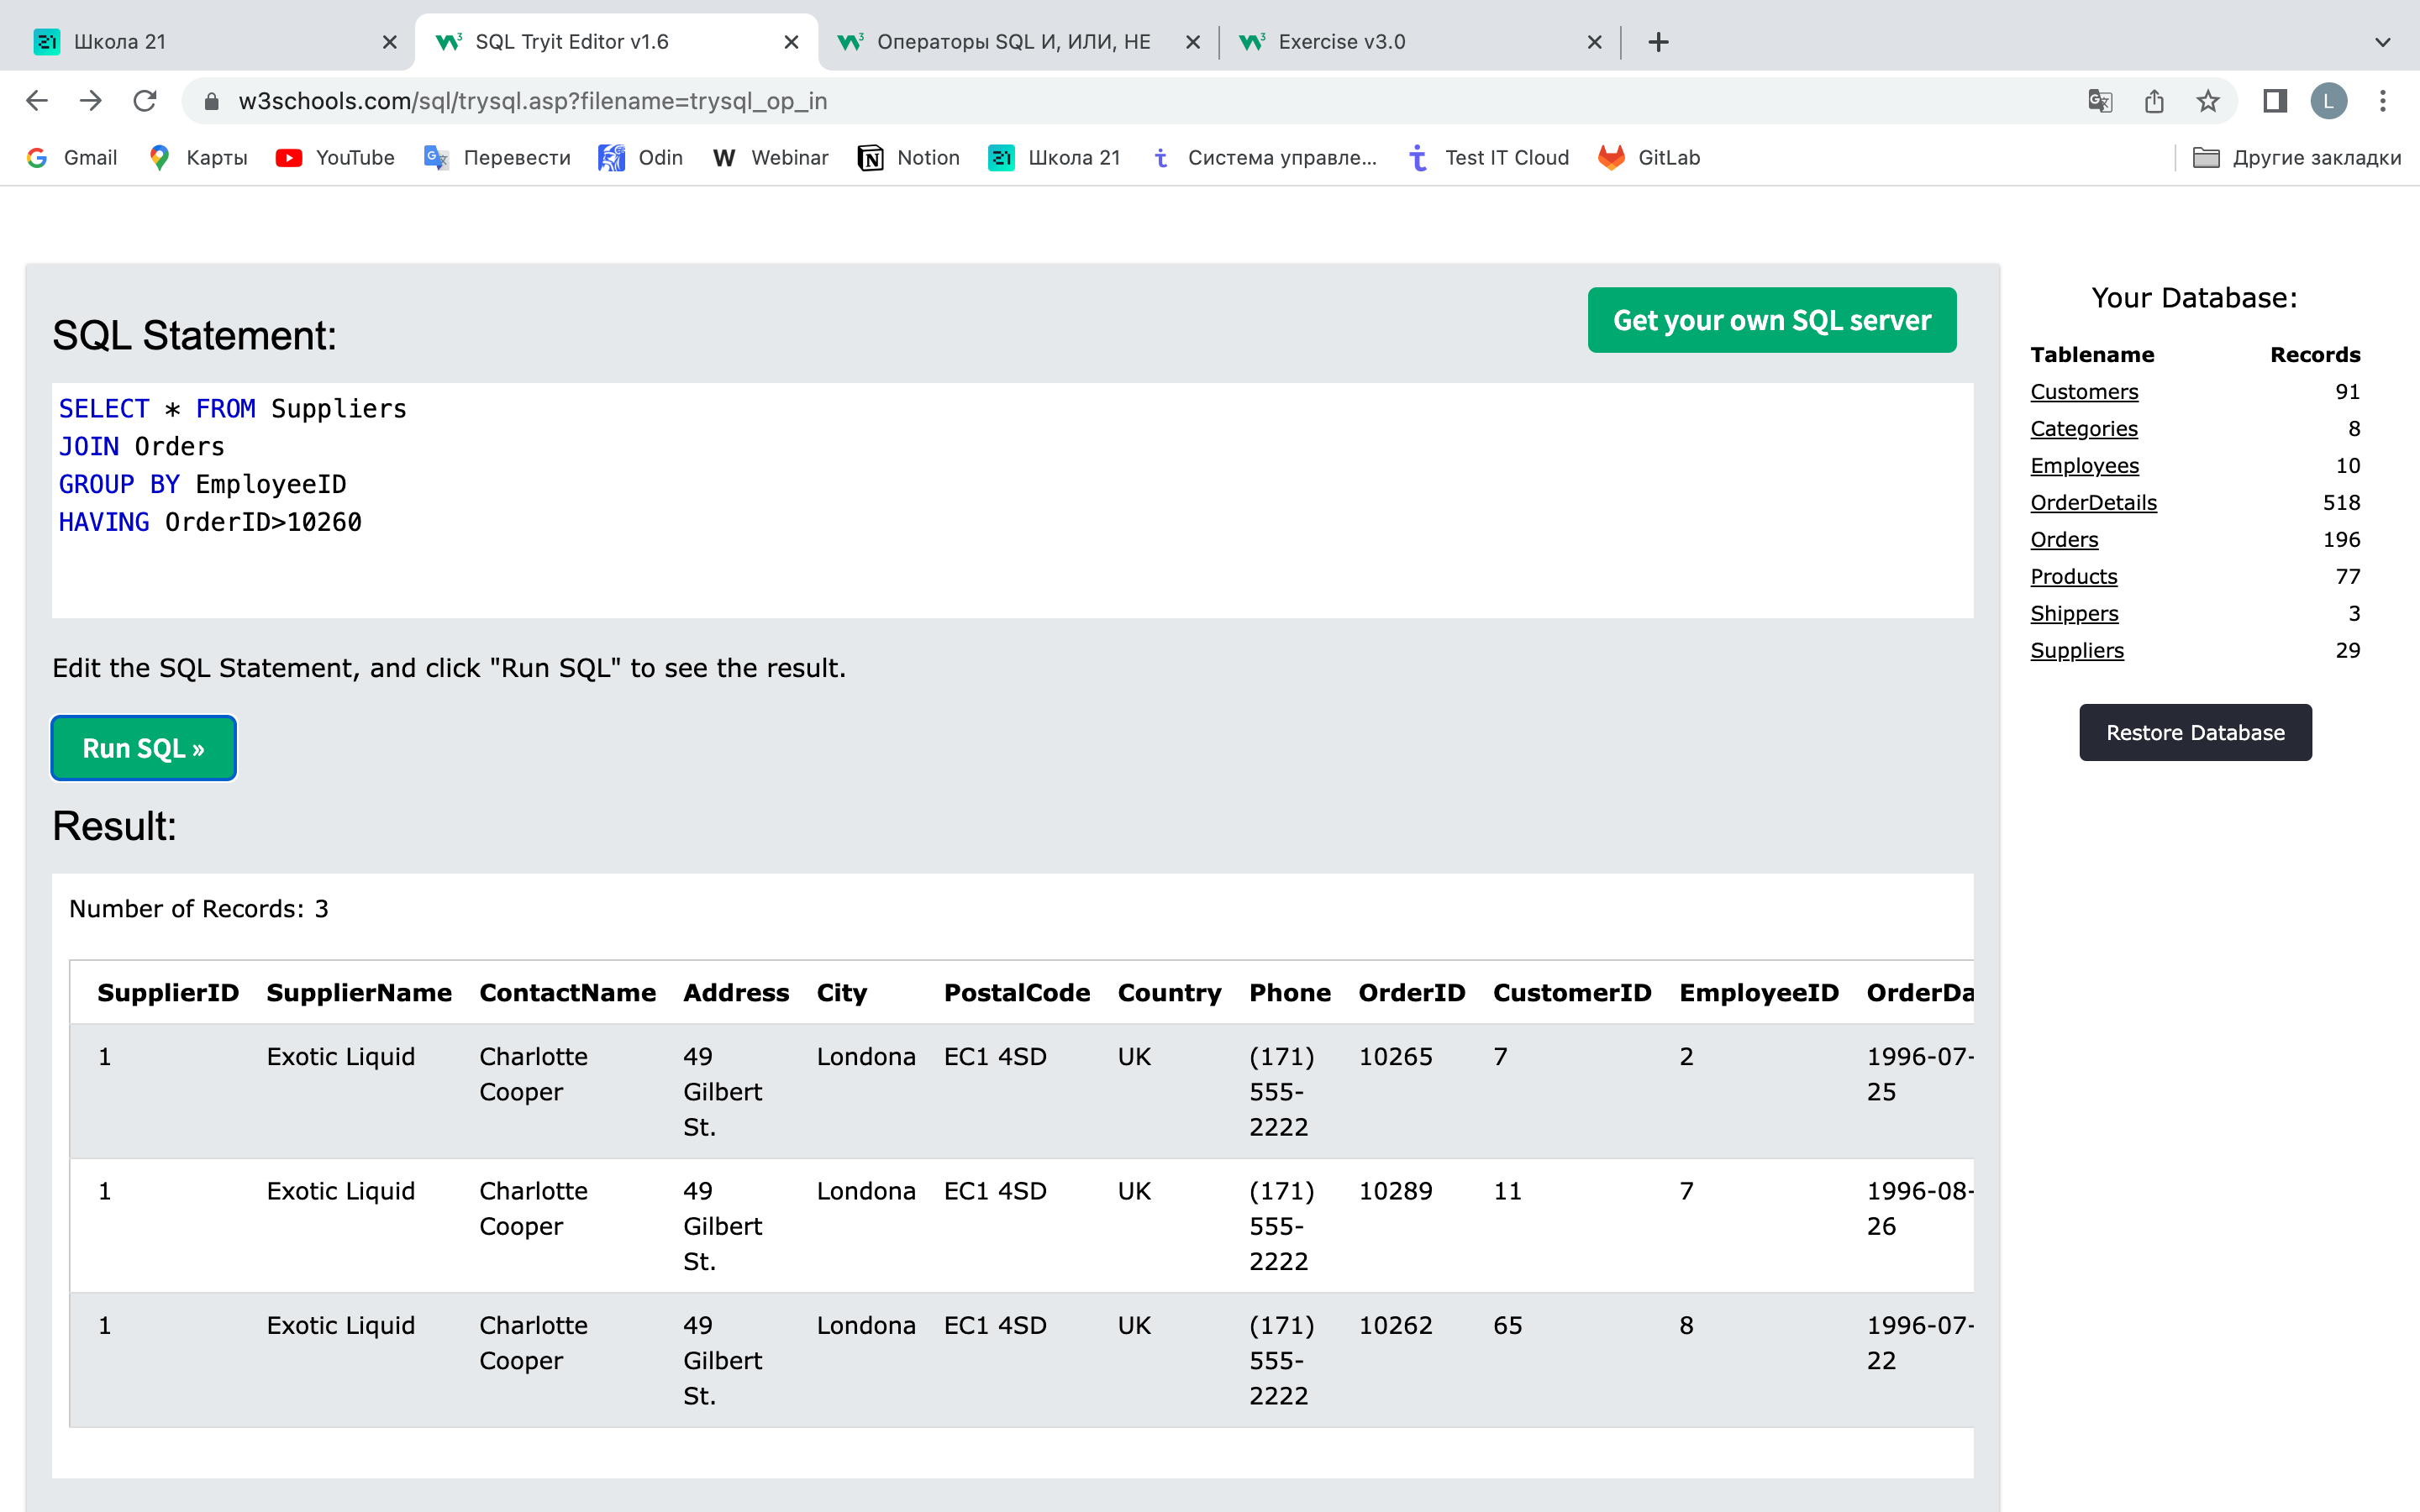 Школа 21
SQL Tryit Editor v1.6
Операторы SQL И, ИЛИ, НЕ
Exercise v3.0
w3schools.com/sql/trysql.asp?filename=trysql_op_in
L
Gmail
Карты
YouTube
Перевести
Odin
Webinar
Notion
Школа 21
Система управле...
Test IT Cloud
GitLab
Другие закладки
SQL Statement:
Get your own SQL server
SELECT * FROM Suppliers
JOIN Orders
GROUP BY EmployeeID
HAVING OrderID>10260
Edit the SQL Statement, and click "Run SQL" to see the result.
Run SQL »
Result:
Number of Records: 3
SupplierID SupplierName ContactName Address City PostalCode Country Phone OrderID CustomerID EmployeeID OrderDa
1 Exotic Liquid Charlotte 49 Londona EC1 4SD UK (171) 10265 7 2 1996-07-
Cooper Gilbert 555- 25
St. 2222
1 Exotic Liquid Charlotte 49 Londona EC1 4SD UK (171) 10289 11 7 1996-08-
Cooper Gilbert 555- 26
St. 2222
1 Exotic Liquid Charlotte 49 Londona EC1 4SD UK (171) 10262 65 8 1996-07-
Cooper Gilbert 555- 22
St. 2222
Your Database:
Tablename Records
Customers 91
Categories 8
Employees 10
OrderDetails 518
Orders 196
Products 77
Shippers 3
Suppliers 29
Restore Database